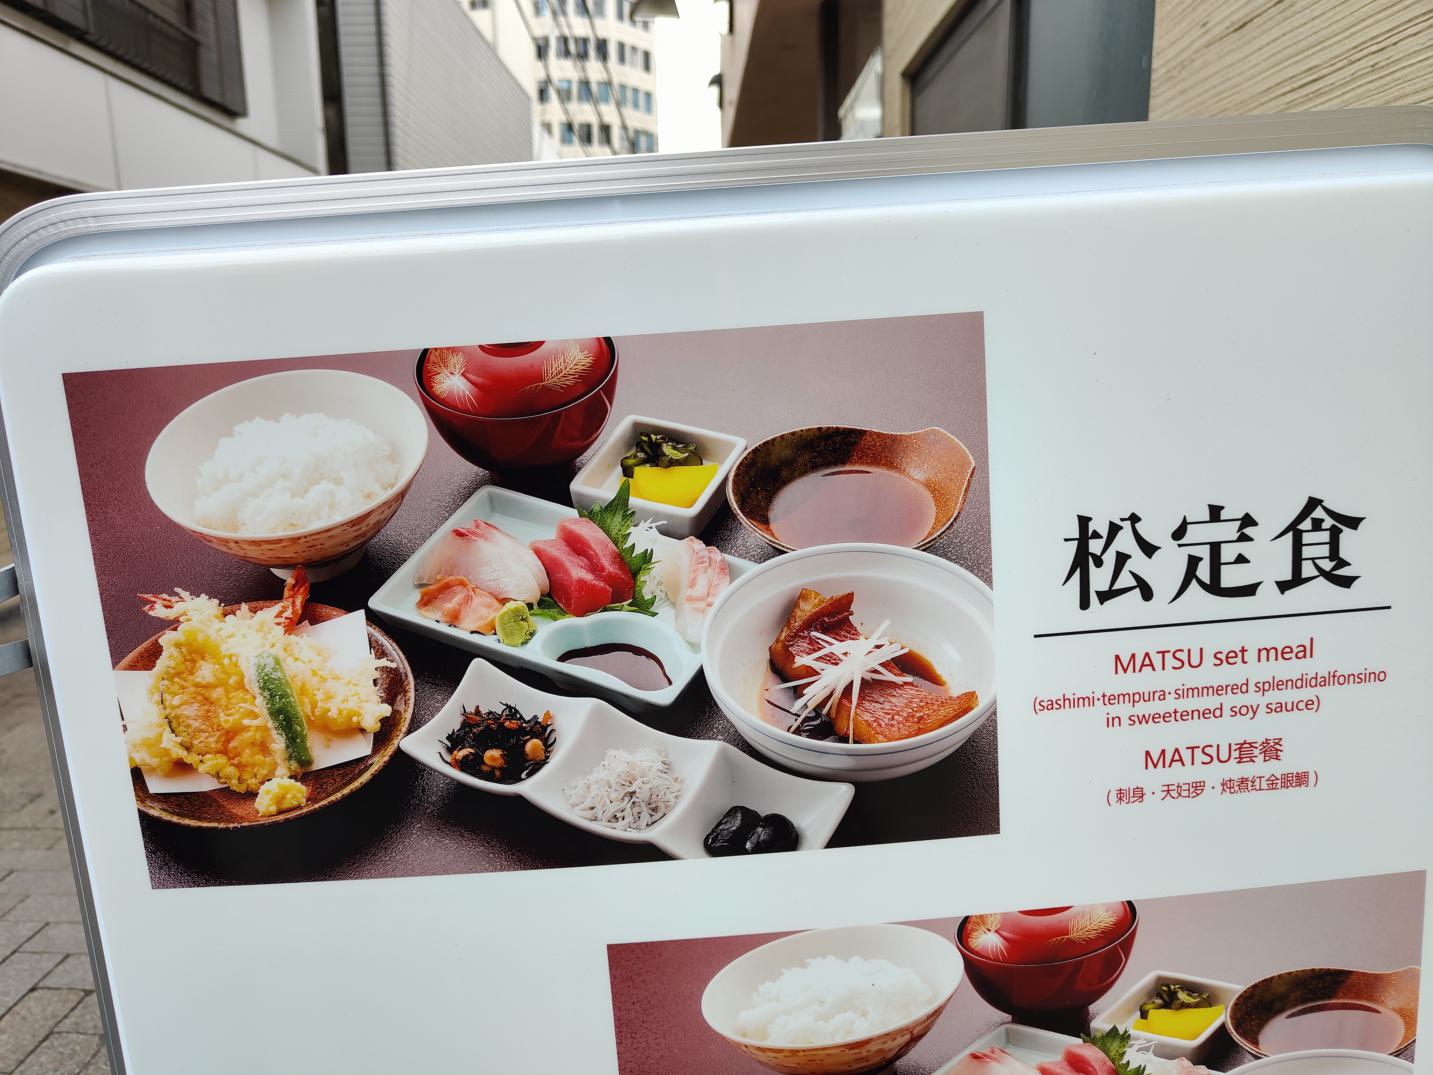 松定食
MATSU set meal
(sashimi·tempura·simmered splendidalfonsino
in sweetened soy sauce)
MATSU套餐
(刺身·天妇罗·炖煮红金眼鲷)